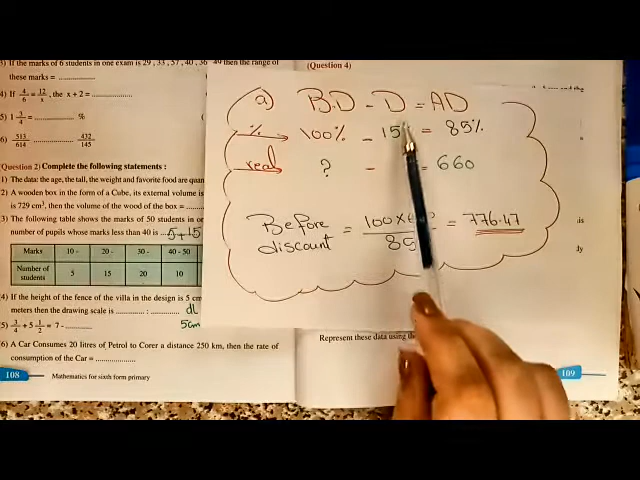 3) If the marks of 6 students in one exam is 29, 33, 57, 40, 36 then the range of
these marks = ..............
4) If 4/6 = 12/x, the x + 2 = ..............
5) 1 3/4 = .............. %
6) 513/614 .............. 432/145
(Question 2) Complete the following statements :
1) The data: the age, the tall, the weight and favorite food are quan
2) A wooden box in the form of a Cube, its external volume is
is 729 cm³, then the volume of the wood of the box =
3) The following table shows the marks of 50 students in
number of pupils whose marks less than 40 is .... 5+15
Marks 10 - 20 - 30 - 40 - 50
Number of students 5 15 20 10
(4) If the height of the fence of the villa in the design is 5 cm
meters then the drawing scale is .......... : .......... dL
(5) 3/4 + 5 1/2 = 7 - .......... 5cm
(6) A Car Consumes 20 litres of Petrol to Corer a distance 250 km, then the rate of
consumption of the Car = ..............
108 Mathematics for sixth form primary
(Question 4)
a) B.D - D = AD
% 100% - 15% = 85%
real ? - = 660
Before discount = 100 × 6 / 85 = 776.47
Represent these data using the
109